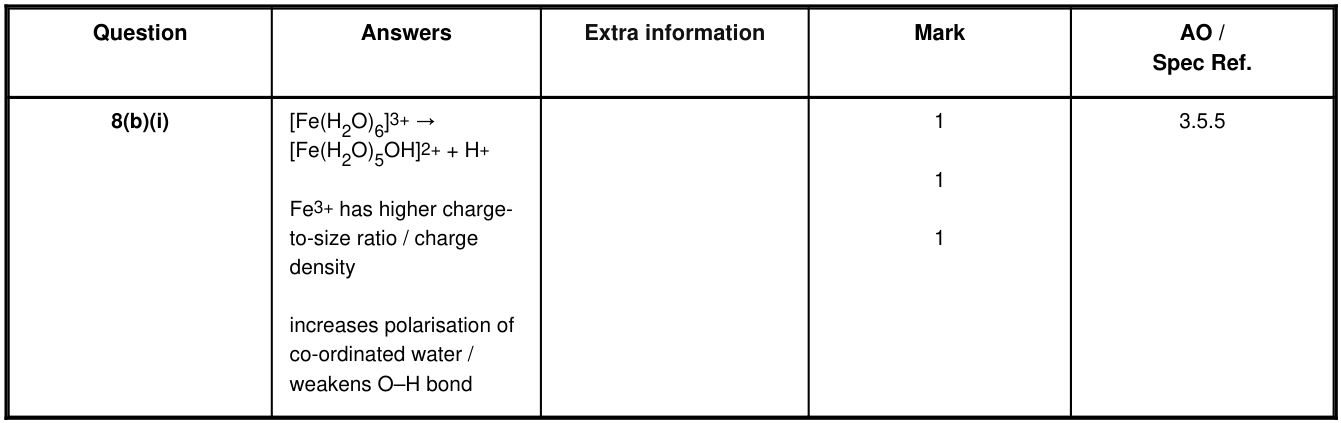 Question Answers Extra information Mark AO /
Spec Ref.
8(b)(i) [Fe(H2O)6]3+ → 1 3.5.5
[Fe(H2O)5OH]2+ + H+
1
Fe3+ has higher charge-
to-size ratio / charge 1
density
increases polarisation of
co-ordinated water /
weakens O–H bond